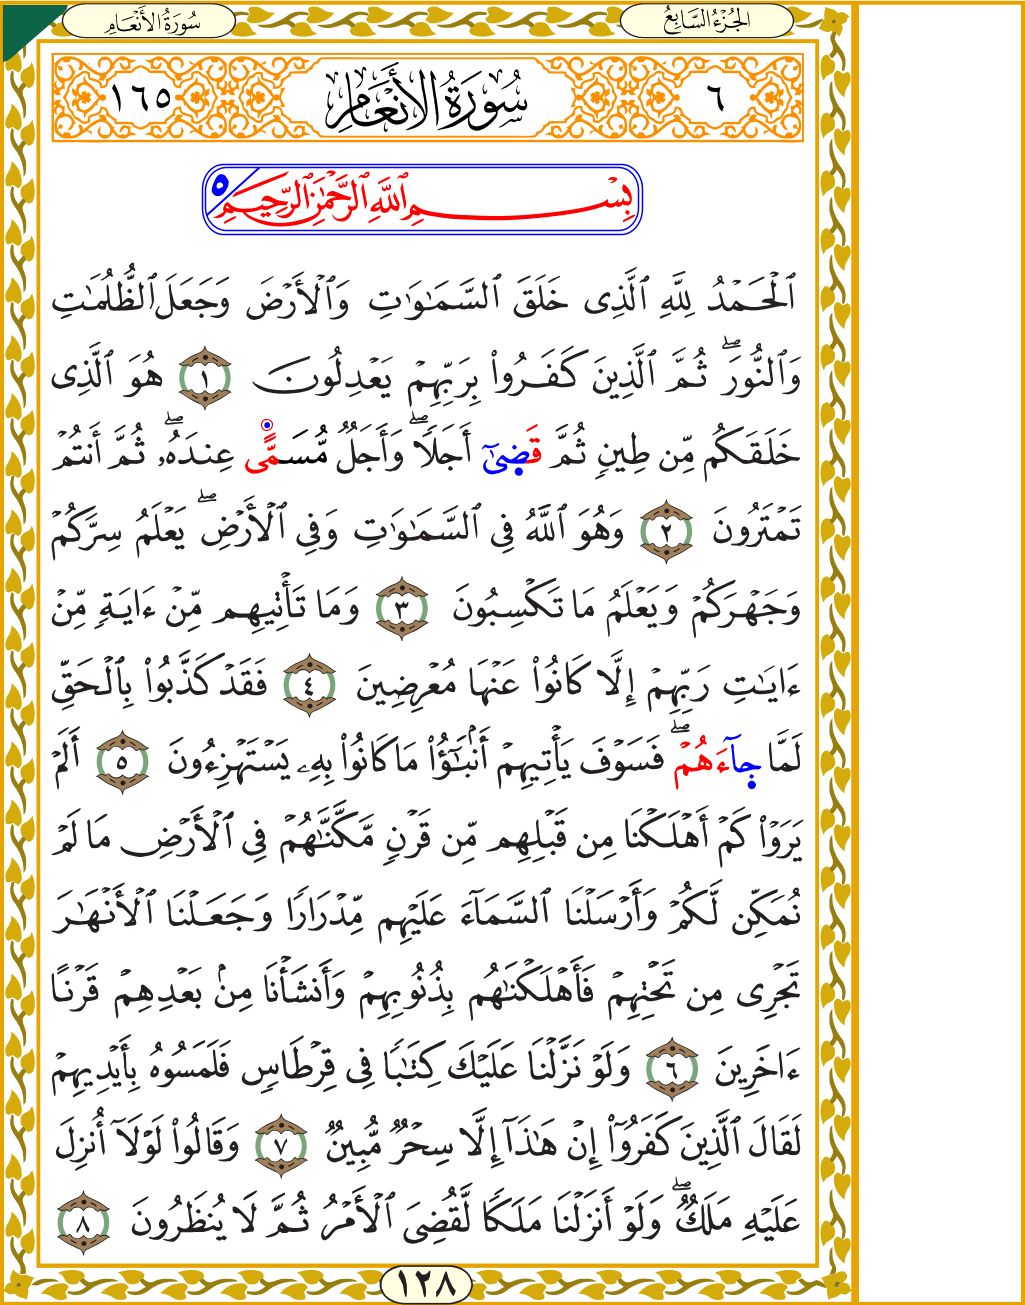 سُورَةُ الأَنْعَامِ
الجُزْءُ السَّابِعُ
٦
سُورَةُ الأَنْعَامِ
١٦٥
بِسْمِ ٱللَّهِ ٱلرَّحْمَٰنِ ٱلرَّحِيمِ ٥
ٱلْحَمْدُ لِلَّهِ ٱلَّذِى خَلَقَ ٱلسَّمَٰوَٰتِ وَٱلْأَرْضَ وَجَعَلَ ٱلظُّلُمَٰتِ
وَٱلنُّورَ ۖ ثُمَّ ٱلَّذِينَ كَفَرُوا۟ بِرَبِّهِمْ يَعْدِلُونَ ١ هُوَ ٱلَّذِى
خَلَقَكُم مِّن طِينٍ ثُمَّ قَضِىٰٓ أَجَلًا ۖ وَأَجَلٌ مُّسَمًّى عِندَهُۥ ۖ ثُمَّ أَنتُمْ
تَمْتَرُونَ ٢ وَهُوَ ٱللَّهُ فِى ٱلسَّمَٰوَٰتِ وَفِى ٱلْأَرْضِ ۖ يَعْلَمُ سِرَّكُمْ
وَجَهْرَكُمْ وَيَعْلَمُ مَا تَكْسِبُونَ ٣ وَمَا تَأْتِيهِم مِّنْ ءَايَةٍ مِّنْ
ءَايَٰتِ رَبِّهِمْ إِلَّا كَانُوا۟ عَنْهَا مُعْرِضِينَ ٤ فَقَدْ كَذَّبُوا۟ بِٱلْحَقِّ
لَمَّا جَآءَهُمْ ۖ فَسَوْفَ يَأْتِيهِمْ أَنۢبَٰٓؤُا۟ مَا كَانُوا۟ بِهِۦ يَسْتَهْزِءُونَ ٥ أَلَمْ
يَرَوْا۟ كَمْ أَهْلَكْنَا مِن قَبْلِهِم مِّن قَرْنٍ مَّكَّنَّٰهُمْ فِى ٱلْأَرْضِ مَا لَمْ
نُمَكِّن لَّكُمْ وَأَرْسَلْنَا ٱلسَّمَآءَ عَلَيْهِم مِّدْرَارًا وَجَعَلْنَا ٱلْأَنْهَٰرَ
تَجْرِى مِن تَحْتِهِمْ فَأَهْلَكْنَٰهُم بِذُنُوبِهِمْ وَأَنشَأْنَا مِنۢ بَعْدِهِمْ قَرْنًا
ءَاخَرِينَ ٦ وَلَوْ نَزَّلْنَا عَلَيْكَ كِتَٰبًا فِى قِرْطَاسٍ فَلَمَسُوهُ بِأَيْدِيهِمْ
لَقَالَ ٱلَّذِينَ كَفَرُوٓا۟ إِنْ هَٰذَآ إِلَّا سِحْرٌ مُّبِينٌ ٧ وَقَالُوا۟ لَوْلَآ أُنزِلَ
عَلَيْهِ مَلَكٌ ۖ وَلَوْ أَنزَلْنَا مَلَكًا لَّقُضِىَ ٱلْأَمْرُ ثُمَّ لَا يُنظَرُونَ ٨
١٢٨